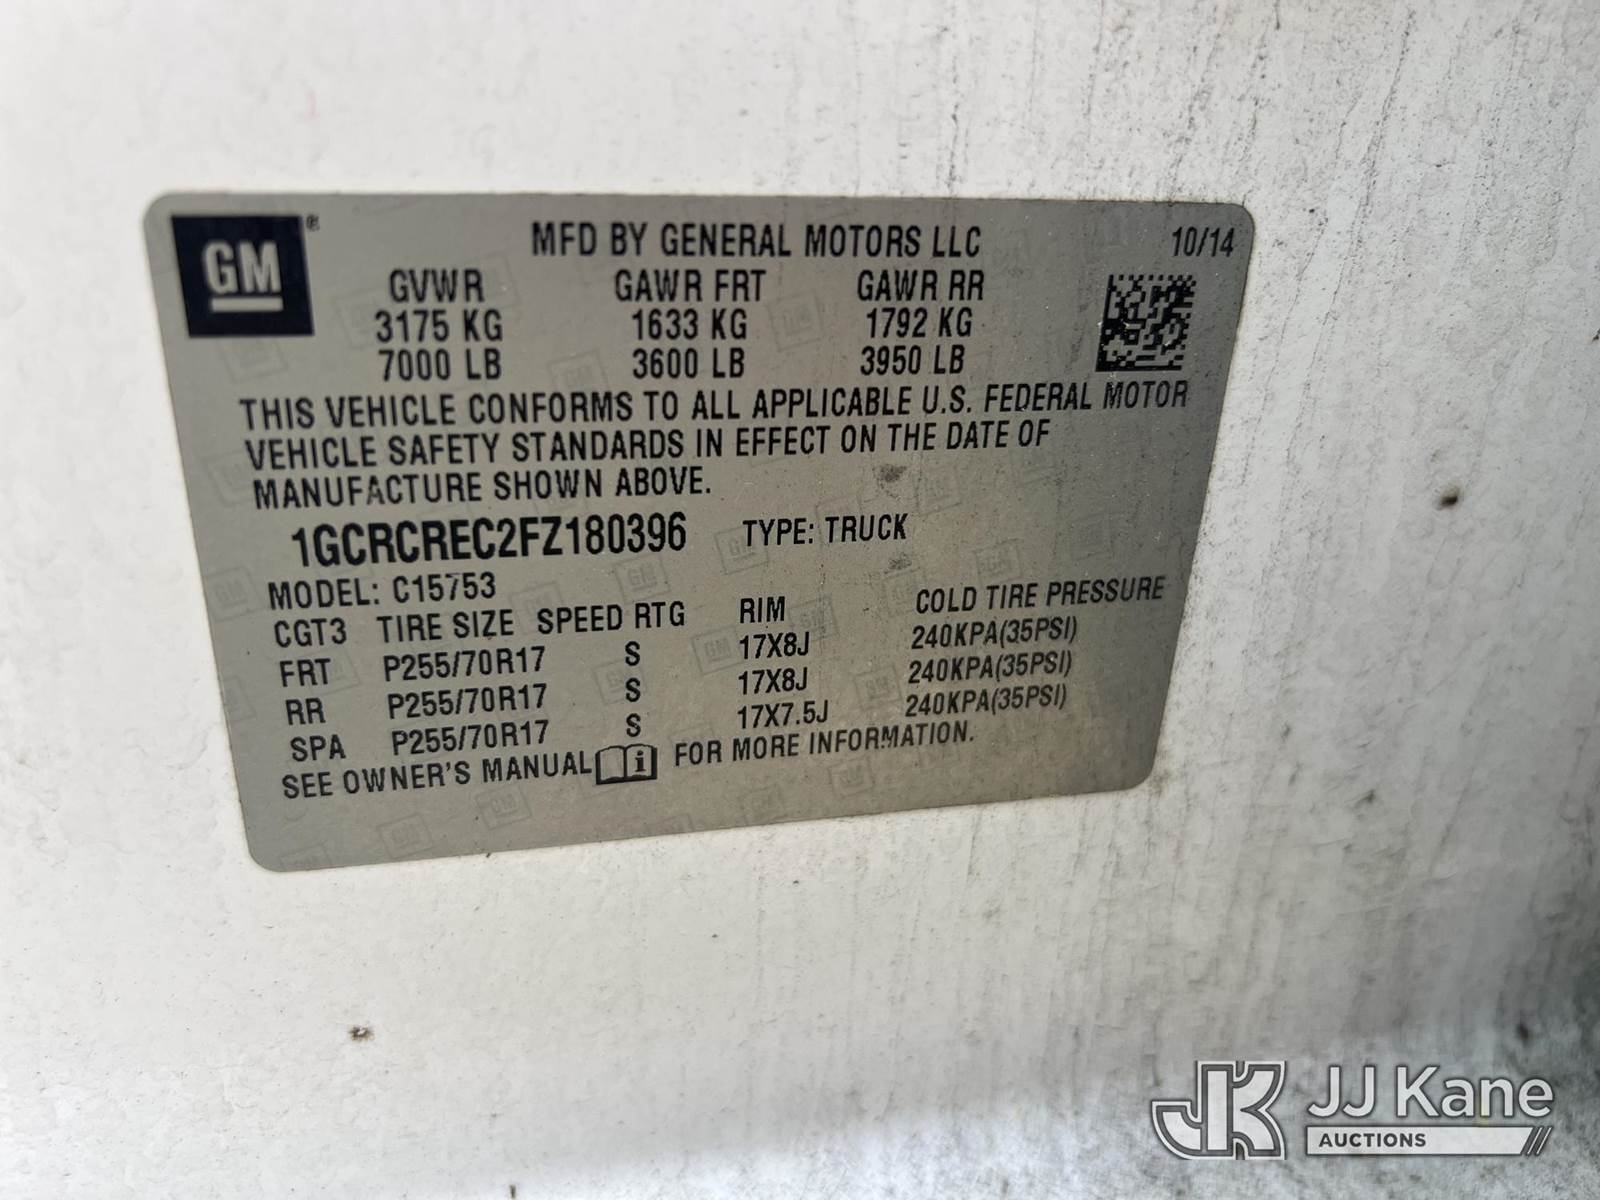 GM®
MFD BY GENERAL MOTORS LLC 10/14
GVWR GAWR FRT GAWR RR
3175 KG 1633 KG 1792 KG
7000 LB 3600 LB 3950 LB
THIS VEHICLE CONFORMS TO ALL APPLICABLE U.S. FEDERAL MOTOR
VEHICLE SAFETY STANDARDS IN EFFECT ON THE DATE OF
MANUFACTURE SHOWN ABOVE.
1GCRCREC2FZ180396 TYPE: TRUCK
MODEL: C15753
CGT3 TIRE SIZE SPEED RTG RIM COLD TIRE PRESSURE
FRT P255/70R17 S 17X8J 240KPA(35PSI)
RR P255/70R17 S 17X8J 240KPA(35PSI)
SPA P255/70R17 S 17X7.5J 240KPA(35PSI)
SEE OWNER'S MANUAL i FOR MORE INFORMATION.
JK JJ Kane
AUCTIONS